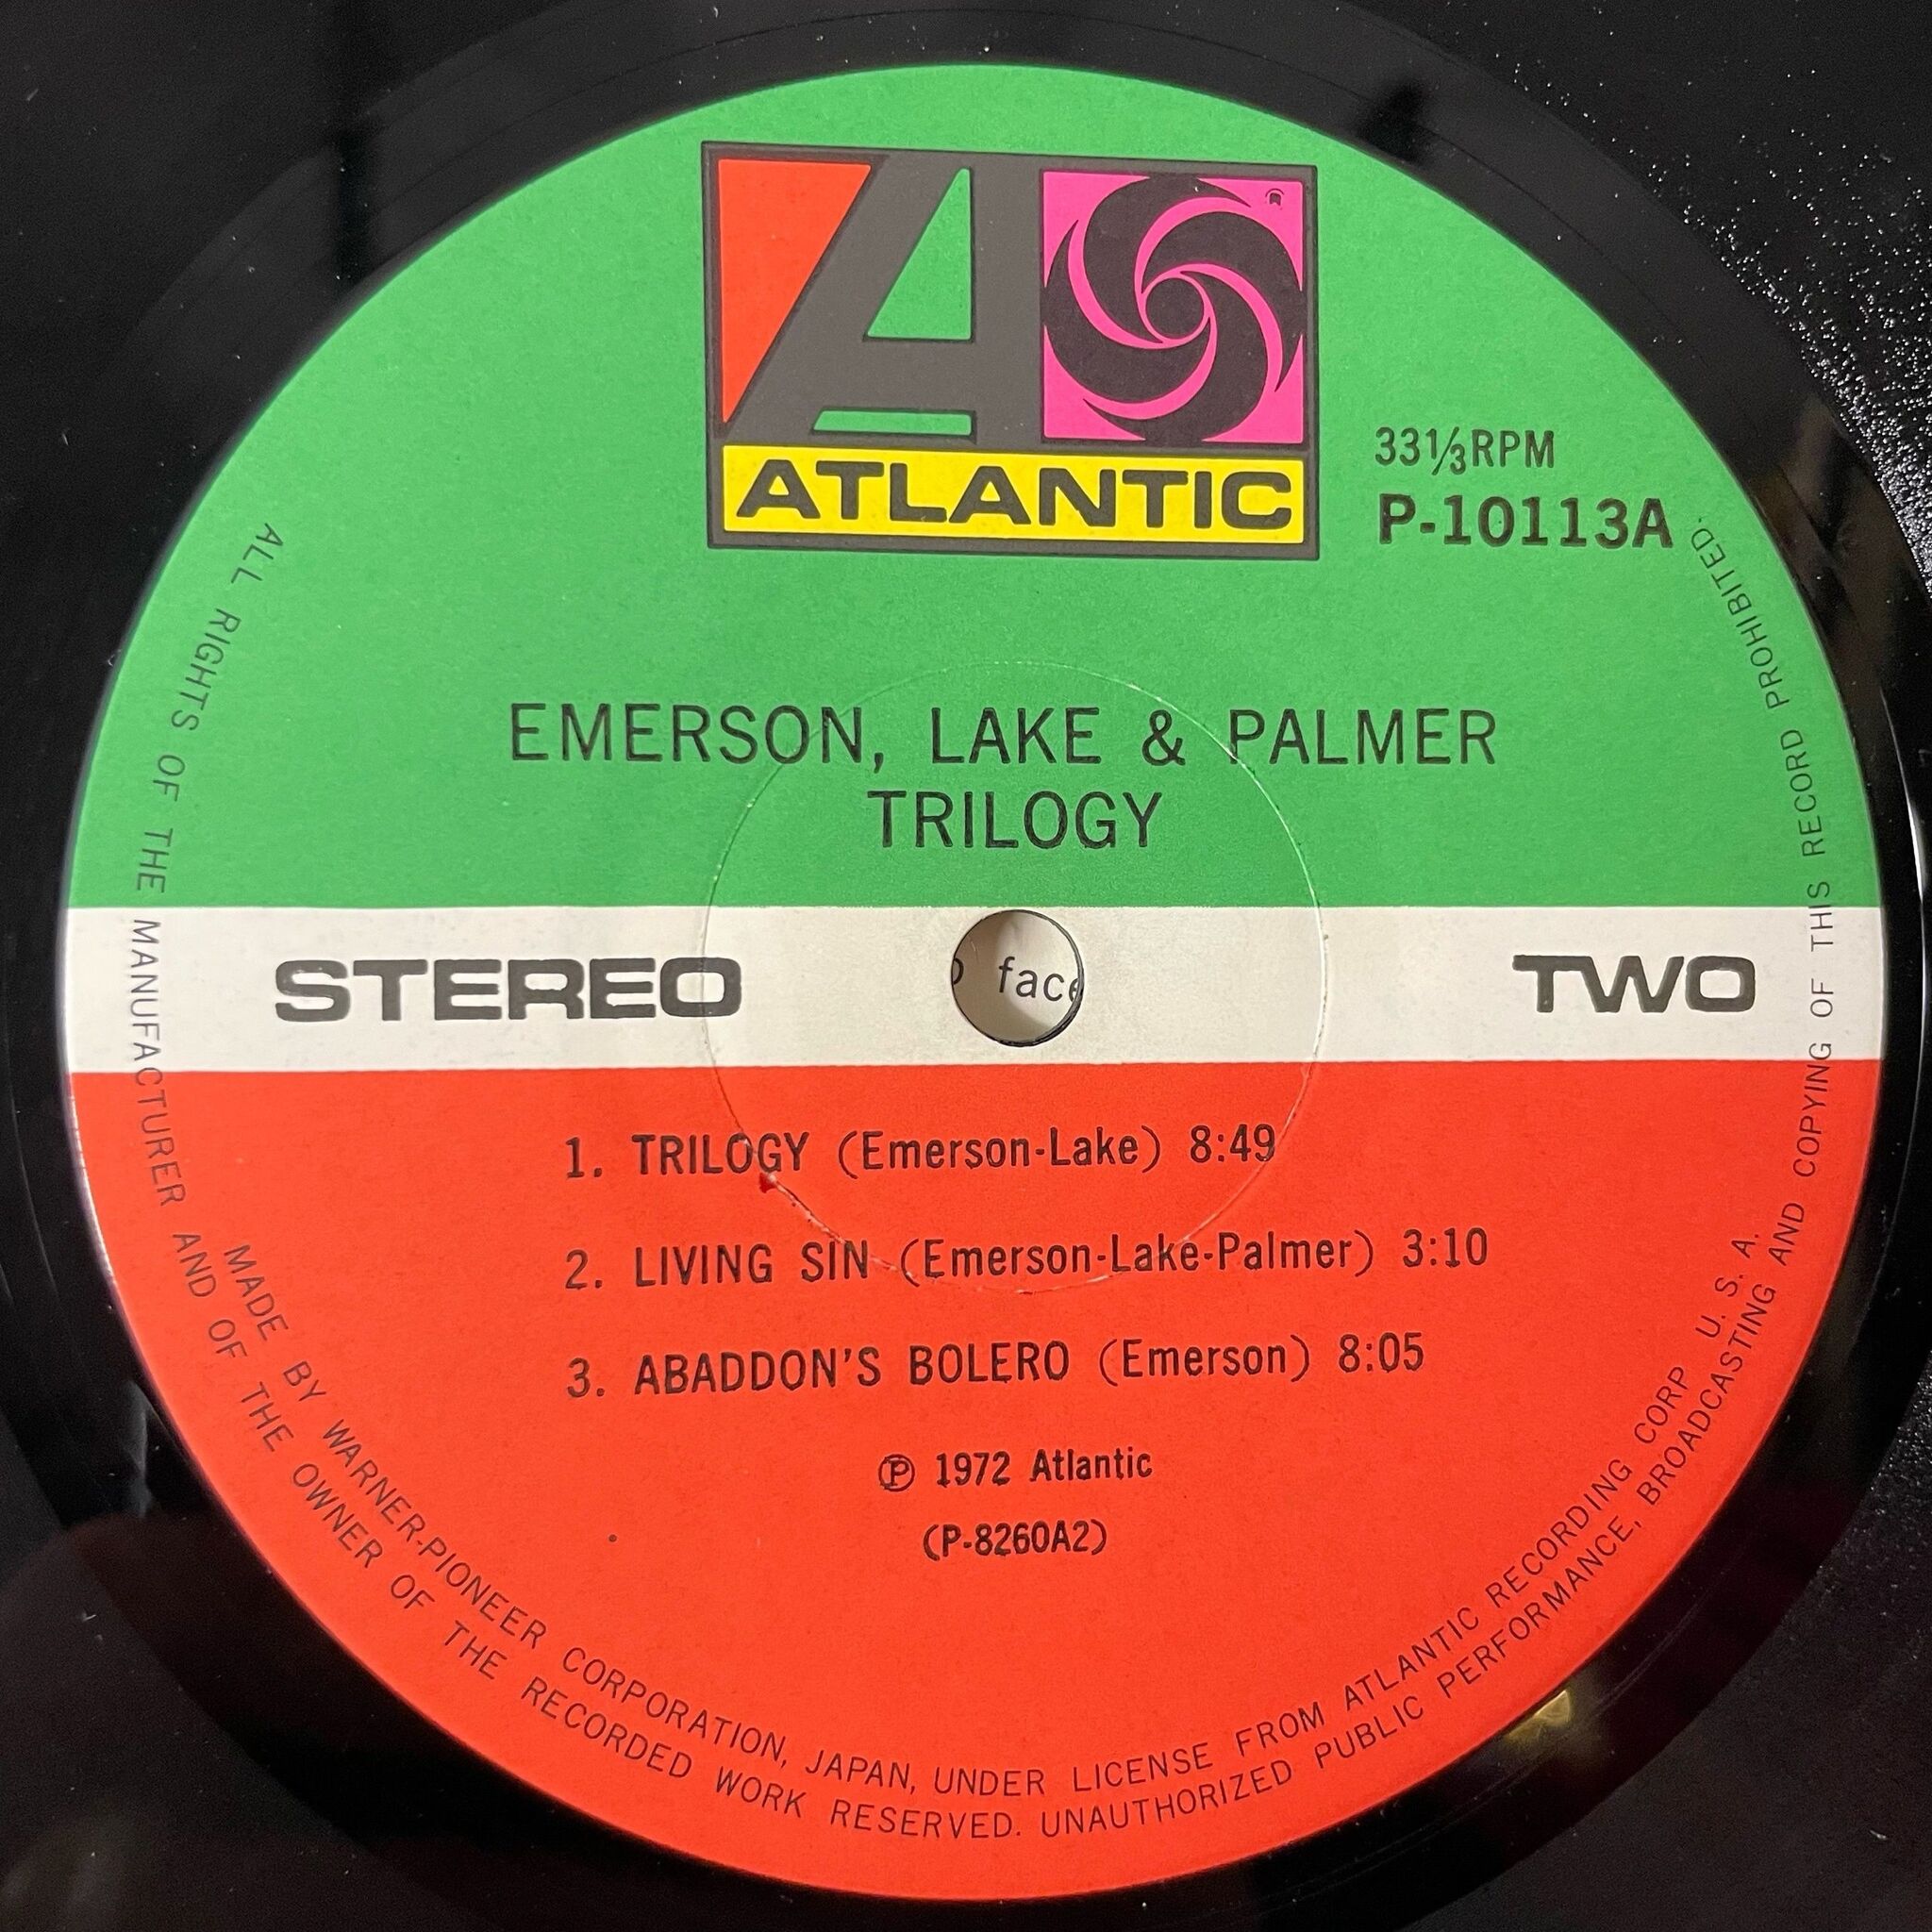 ATLANTIC
33⅓RPM
P-10113A
EMERSON, LAKE & PALMER
TRILOGY
STEREO
TWO
face
1. TRILOGY (Emerson-Lake) 8:49
2. LIVING SIN (Emerson-Lake-Palmer) 3:10
3. ABADDON'S BOLERO (Emerson) 8:05
℗ 1972 Atlantic
(P-8260A2)
MADE BY WARNER-PIONEER CORPORATION, JAPAN, UNDER LICENSE FROM ATLANTIC RECORDING CORP U. S. A.
ALL RIGHTS OF THE MANUFACTURER AND OF THE OWNER OF THE RECORDED WORK RESERVED. UNAUTHORIZED PUBLIC PERFORMANCE, BROADCASTING AND COPYING OF THIS RECORD PROHIBITED.